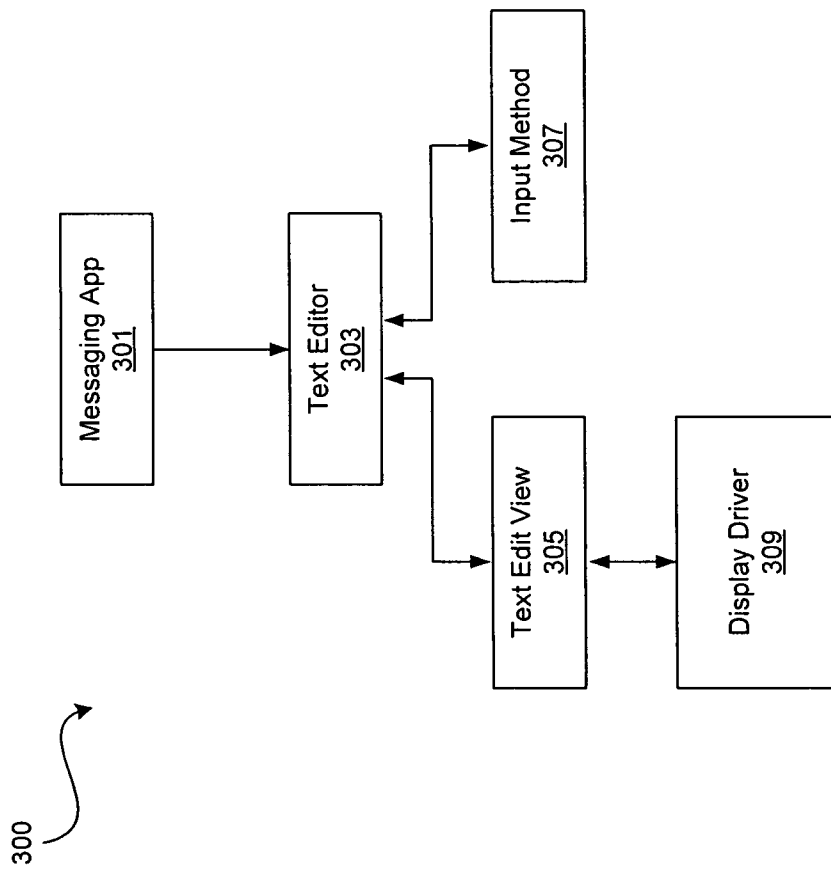 300
Messaging App
301
Text Editor
303
Text Edit View
305
Input Method
307
Display Driver
309